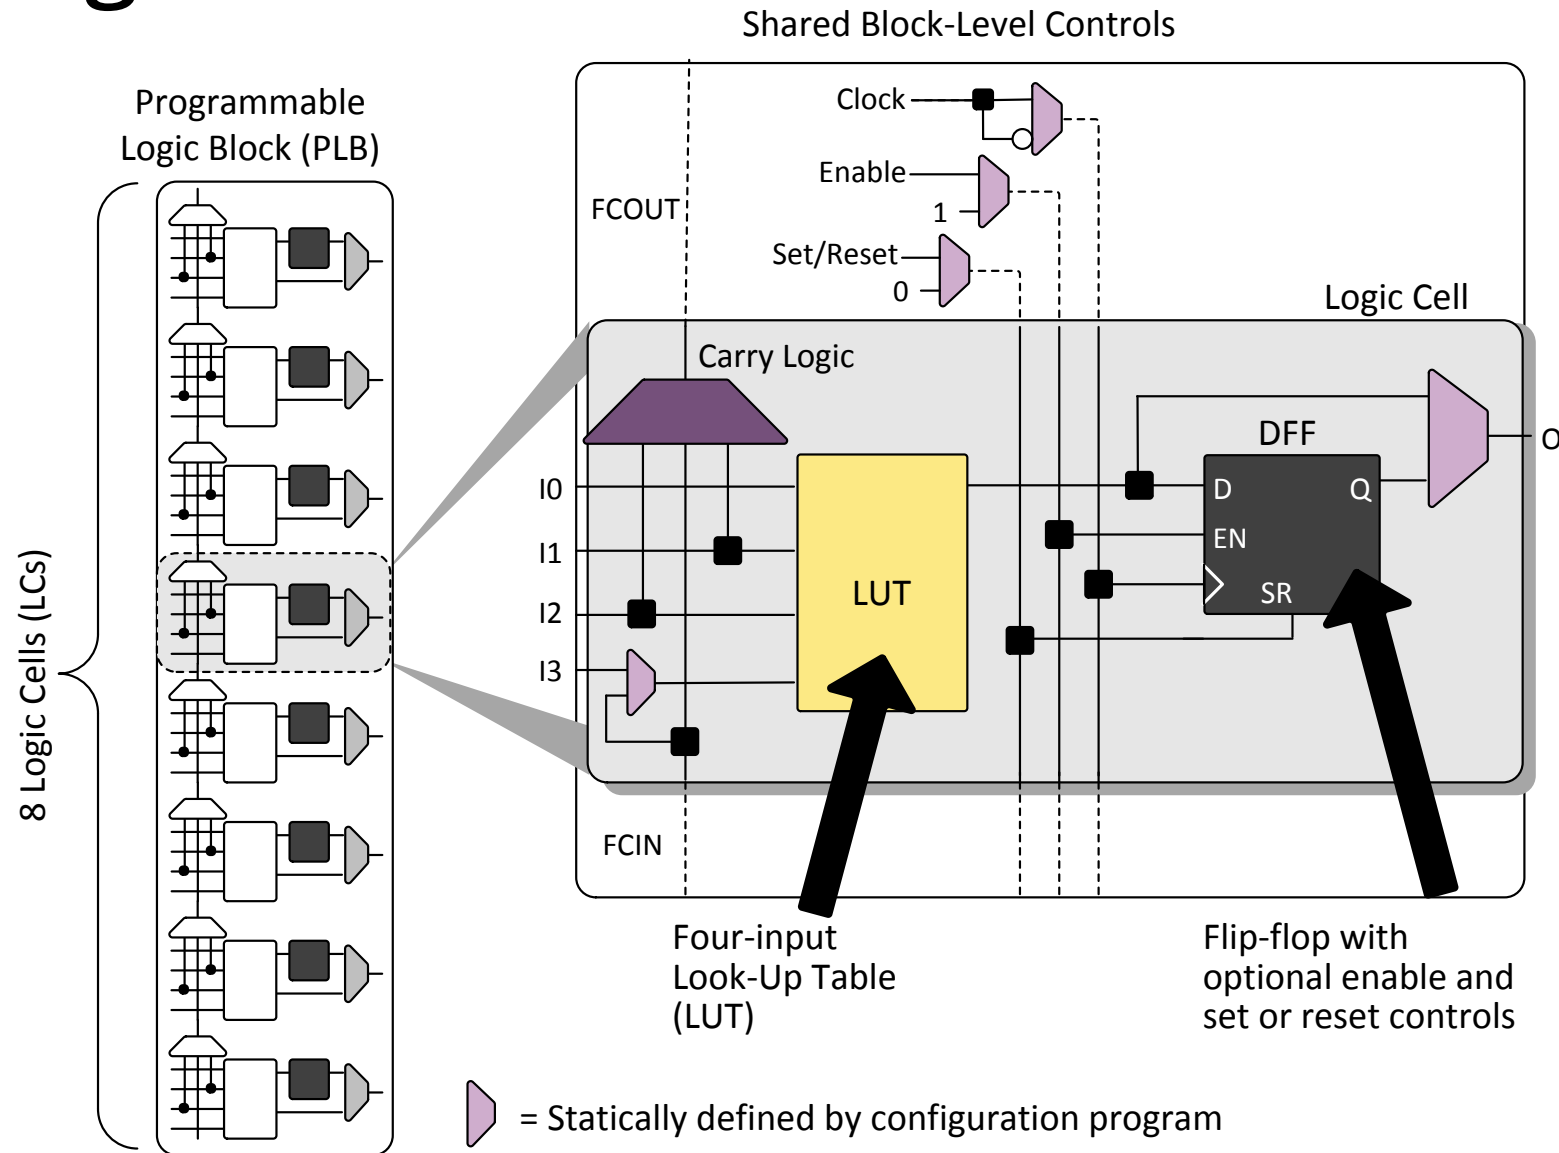 Shared Block-Level Controls
Programmable
Logic Block (PLB)
8 Logic Cells (LCs)
Clock
Enable
1
Set/Reset
0
FCOUT
Logic Cell
Carry Logic
I0
I1
I2
I3
LUT
DFF
D
Q
EN
SR
O
FCIN
Four-input
Look-Up Table
(LUT)
Flip-flop with
optional enable and
set or reset controls
= Statically defined by configuration program